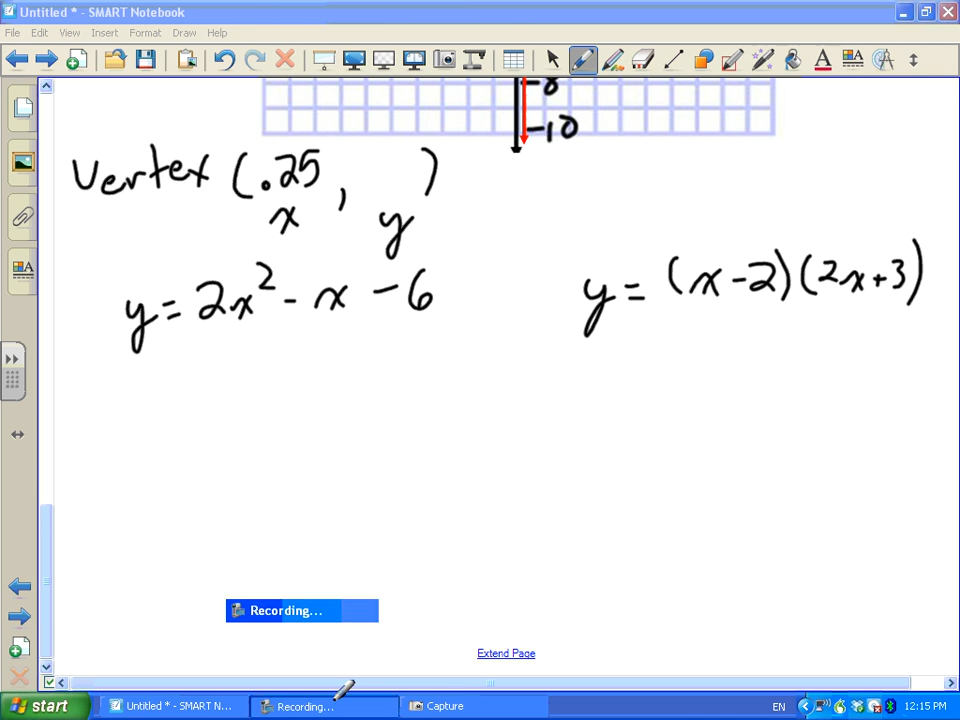 Untitled * - SMART Notebook
File Edit View Insert Format Draw Help
-8
-10
Vertex (.25, )
x y
y = 2x² - x - 6
y = (x-2)(2x+3)
Recording...
Extend Page
start
Untitled * - SMART N...
Recording...
Capture
EN
12:15 PM